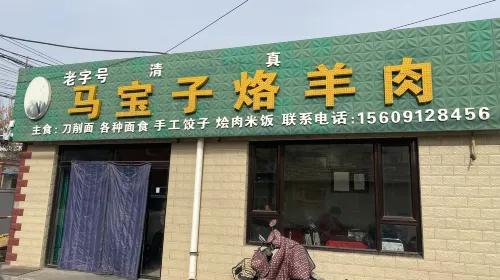 老字号 清 真
马宝子烙羊肉
主食：刀削面 各种面食 手工饺子 烩肉米饭 联系电话：15609128456